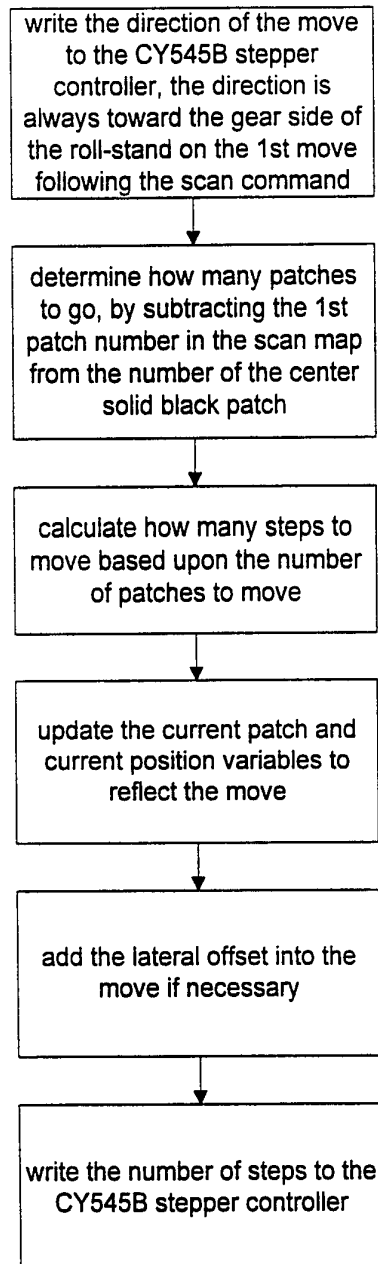 write the direction of the move
to the CY545B stepper
controller, the direction is
always toward the gear side of
the roll-stand on the 1st move
following the scan command
determine how many patches
to go, by subtracting the 1st
patch number in the scan map
from the number of the center
solid black patch
calculate how many steps to
move based upon the number
of patches to move
update the current patch and
current position variables to
reflect the move
add the lateral offset into the
move if necessary
write the number of steps to the
CY545B stepper controller